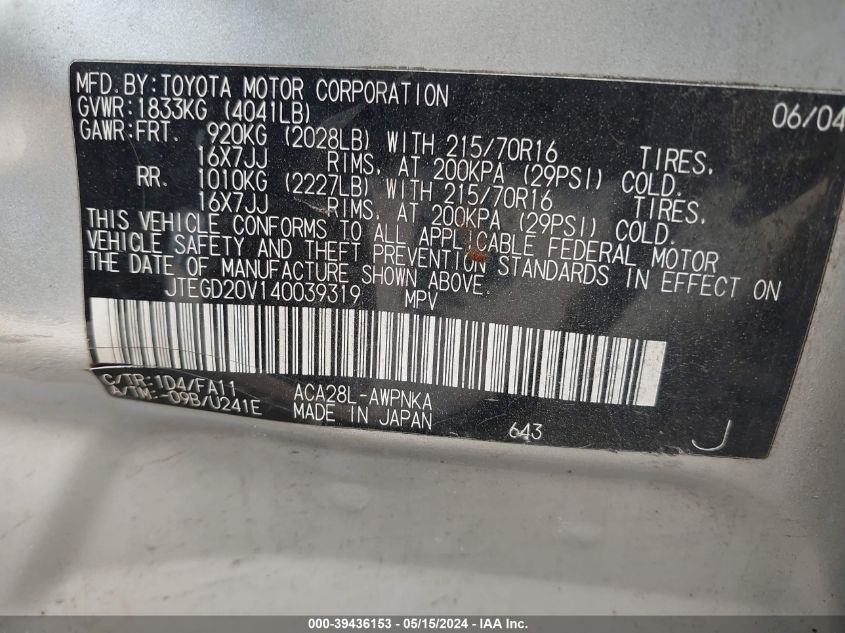 MFD. BY: TOYOTA MOTOR CORPORATION 06/04
GVWR: 1833KG (4041LB)
GAWR: FRT. 920KG (2028LB) WITH 215/70R16 TIRES,
16X7JJ RIMS, AT 200KPA (29PSI) COLD.
RR. 1010KG (2227LB) WITH 215/70R16 TIRES,
16X7JJ RIMS, AT 200KPA (29PSI) COLD.
THIS VEHICLE CONFORMS TO ALL APPLICABLE FEDERAL MOTOR
VEHICLE SAFETY AND THEFT PREVENTION STANDARDS IN EFFECT ON
THE DATE OF MANUFACTURE SHOWN ABOVE.
JTEGD20V140039319 MPV
C/TR: 1D4/FA11 ACA28L-AWPNKA
A/TM: -09B/U241E MADE IN JAPAN 643 J
000-39436153 - 05/15/2024 - IAA, Inc.